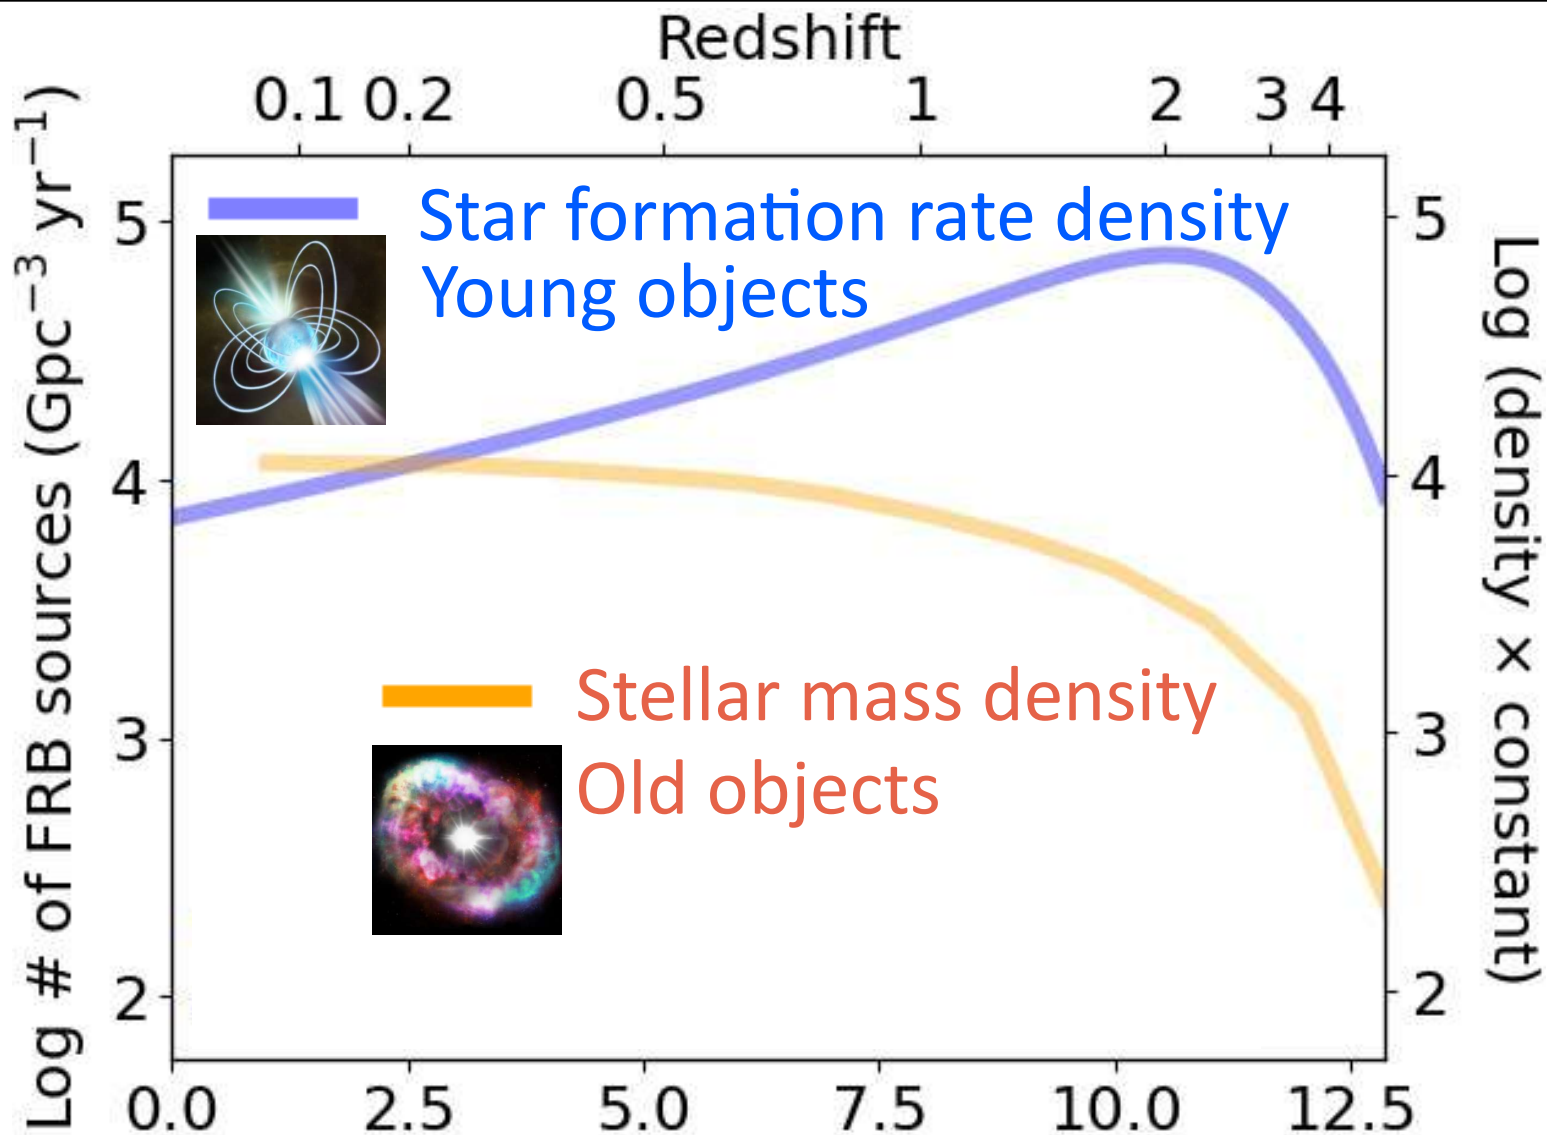 Redshift
0.1 0.2 0.5 1 2 3 4
Log # of FRB sources (Gpc⁻³ yr⁻¹)
5
4
3
2
Star formation rate density
Young objects
Stellar mass density
Old objects
5
4
3
2
Log (density × constant)
0.0 2.5 5.0 7.5 10.0 12.5